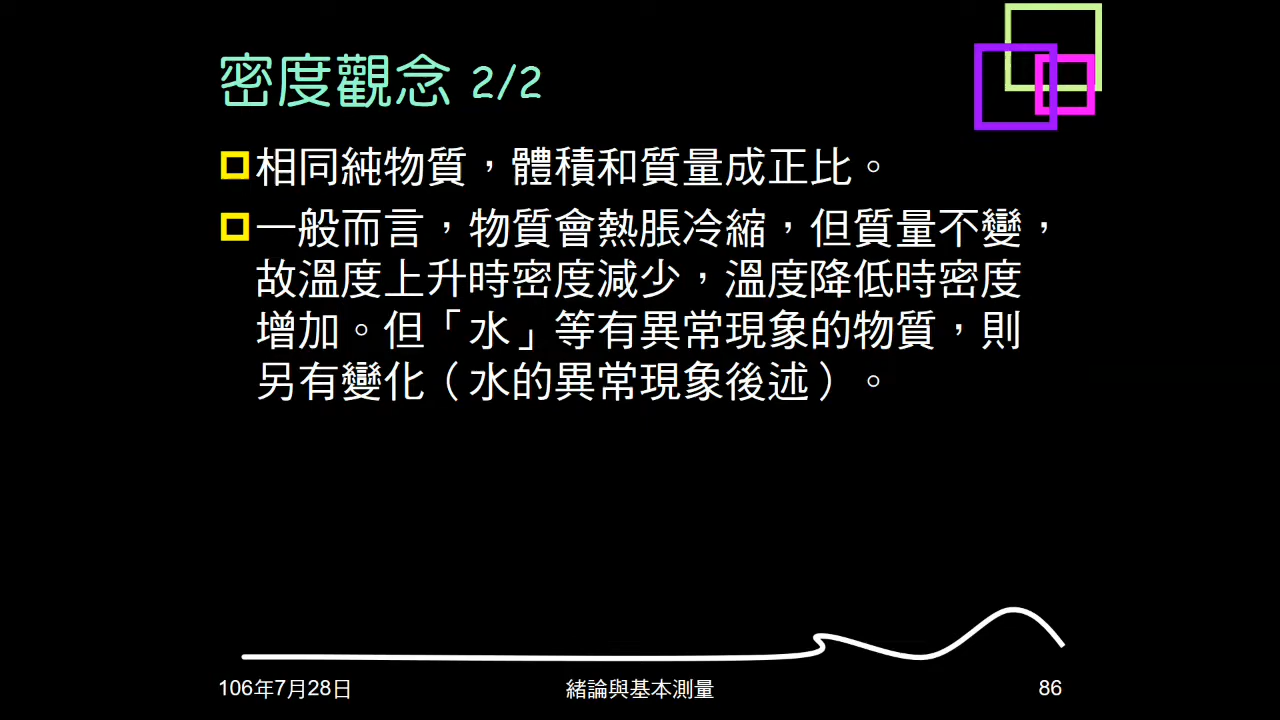 密度觀念 2/2
相同純物質，體積和質量成正比。
一般而言，物質會熱脹冷縮，但質量不變，
故溫度上升時密度減少，溫度降低時密度
增加。但「水」等有異常現象的物質，則
另有變化（水的異常現象後述）。
106年7月28日
緒論與基本測量
86